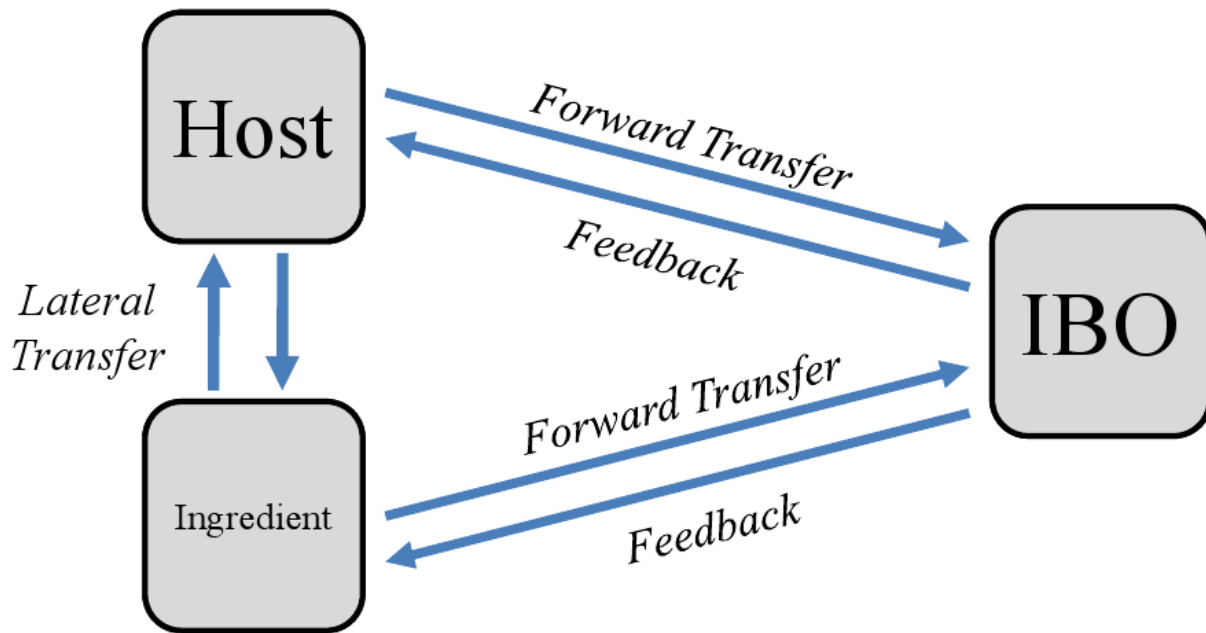 Host
Forward Transfer
Feedback
Lateral
Transfer
IBO
Forward Transfer
Ingredient
Feedback